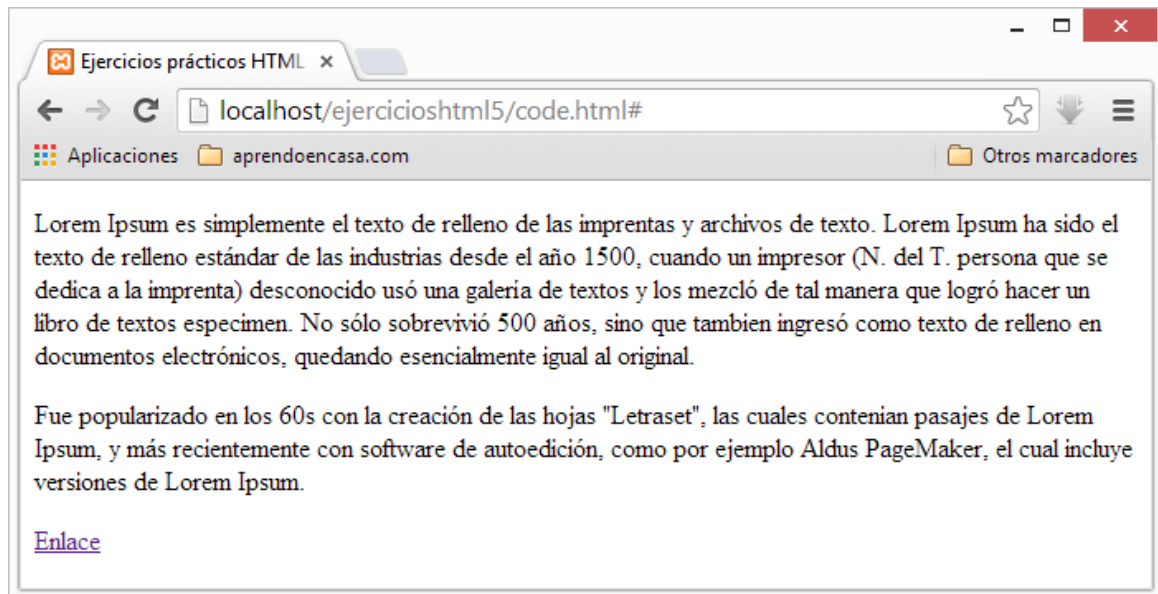 Ejercicios prácticos HTML
localhost/ejercicioshtml5/code.html#
Aplicaciones aprendoencasa.com Otros marcadores
Lorem Ipsum es simplemente el texto de relleno de las imprentas y archivos de texto. Lorem Ipsum ha sido el
texto de relleno estándar de las industrias desde el año 1500, cuando un impresor (N. del T. persona que se
dedica a la imprenta) desconocido usó una galería de textos y los mezcló de tal manera que logró hacer un
libro de textos especimen. No sólo sobrevivió 500 años, sino que tambien ingresó como texto de relleno en
documentos electrónicos, quedando esencialmente igual al original.
Fue popularizado en los 60s con la creación de las hojas "Letraset", las cuales contenian pasajes de Lorem
Ipsum, y más recientemente con software de autoedición, como por ejemplo Aldus PageMaker, el cual incluye
versiones de Lorem Ipsum.
Enlace